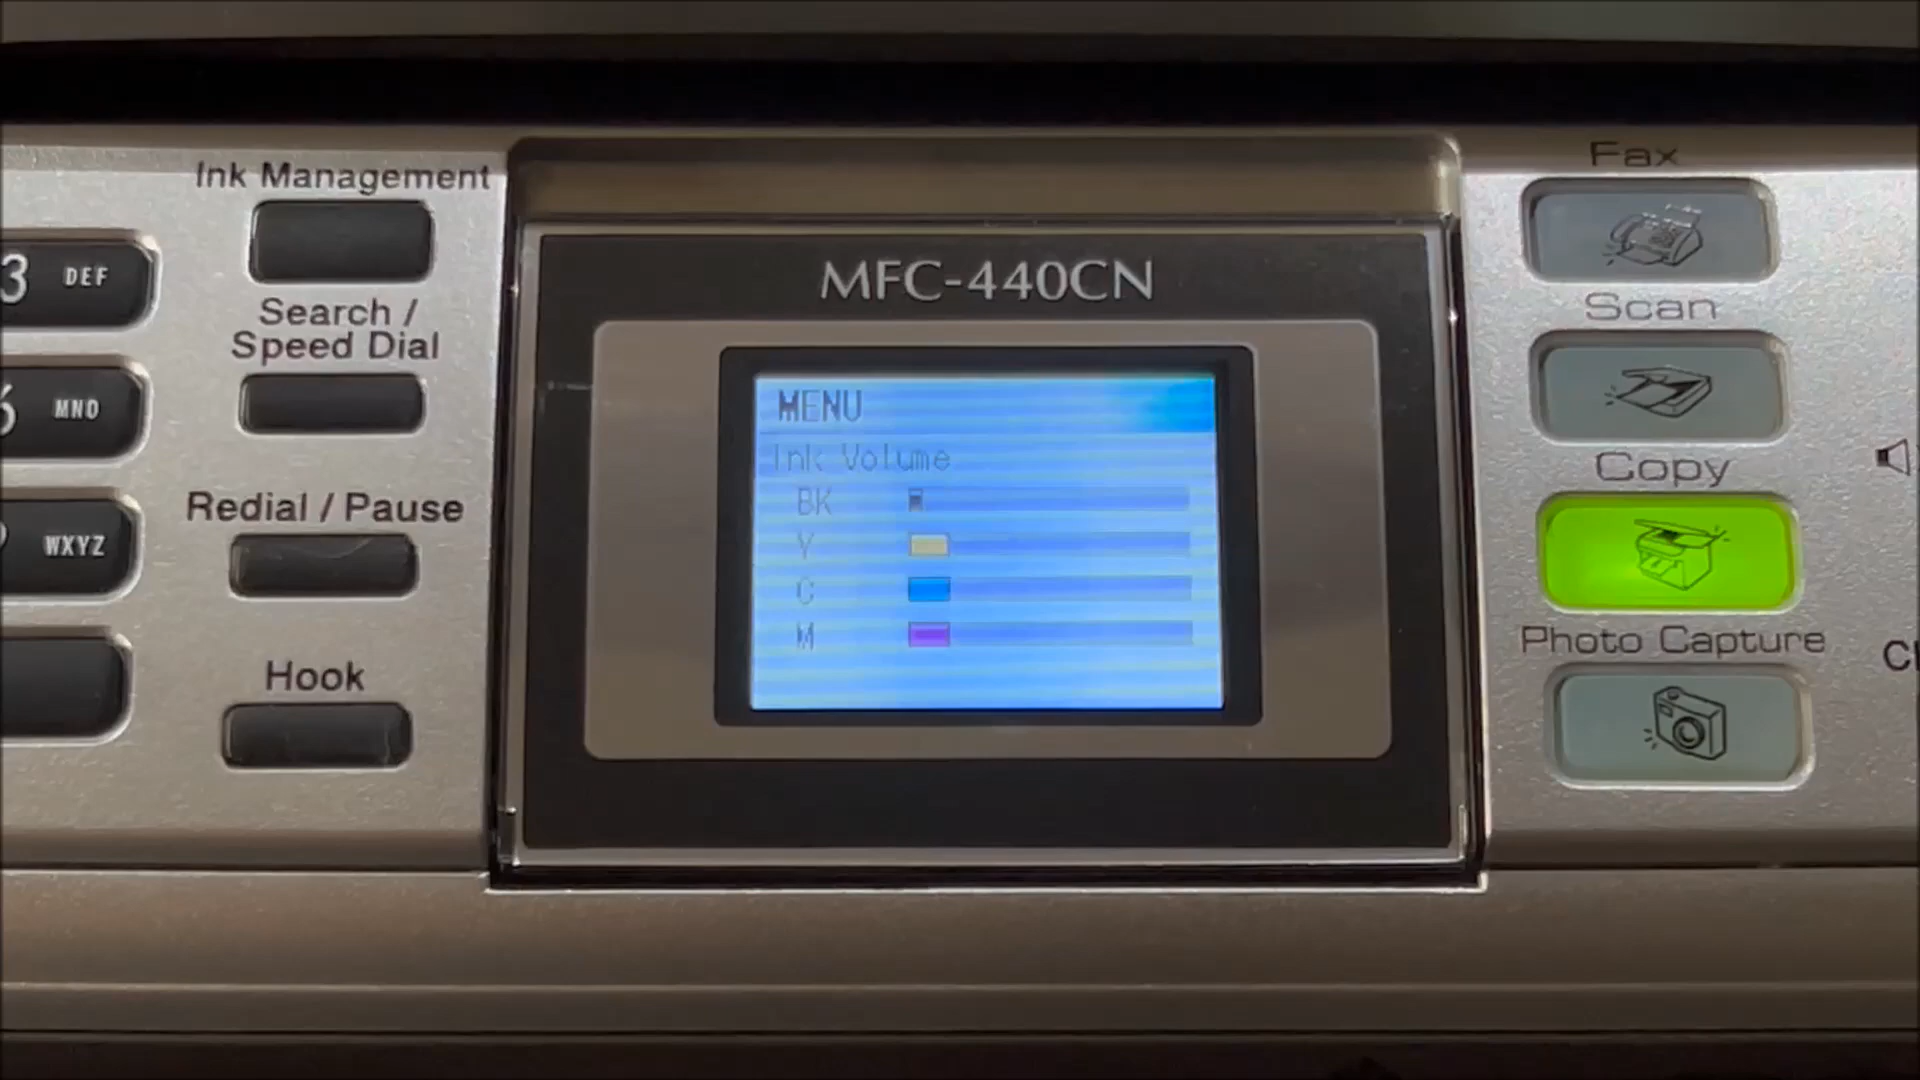 Ink Management
3 DEF
Search /
Speed Dial
MNO
Redial / Pause
WXYZ
Hook
MFC-440CN
MENU
Ink Volume
BK
Y
C
M
Fax
Scan
Copy
Photo Capture